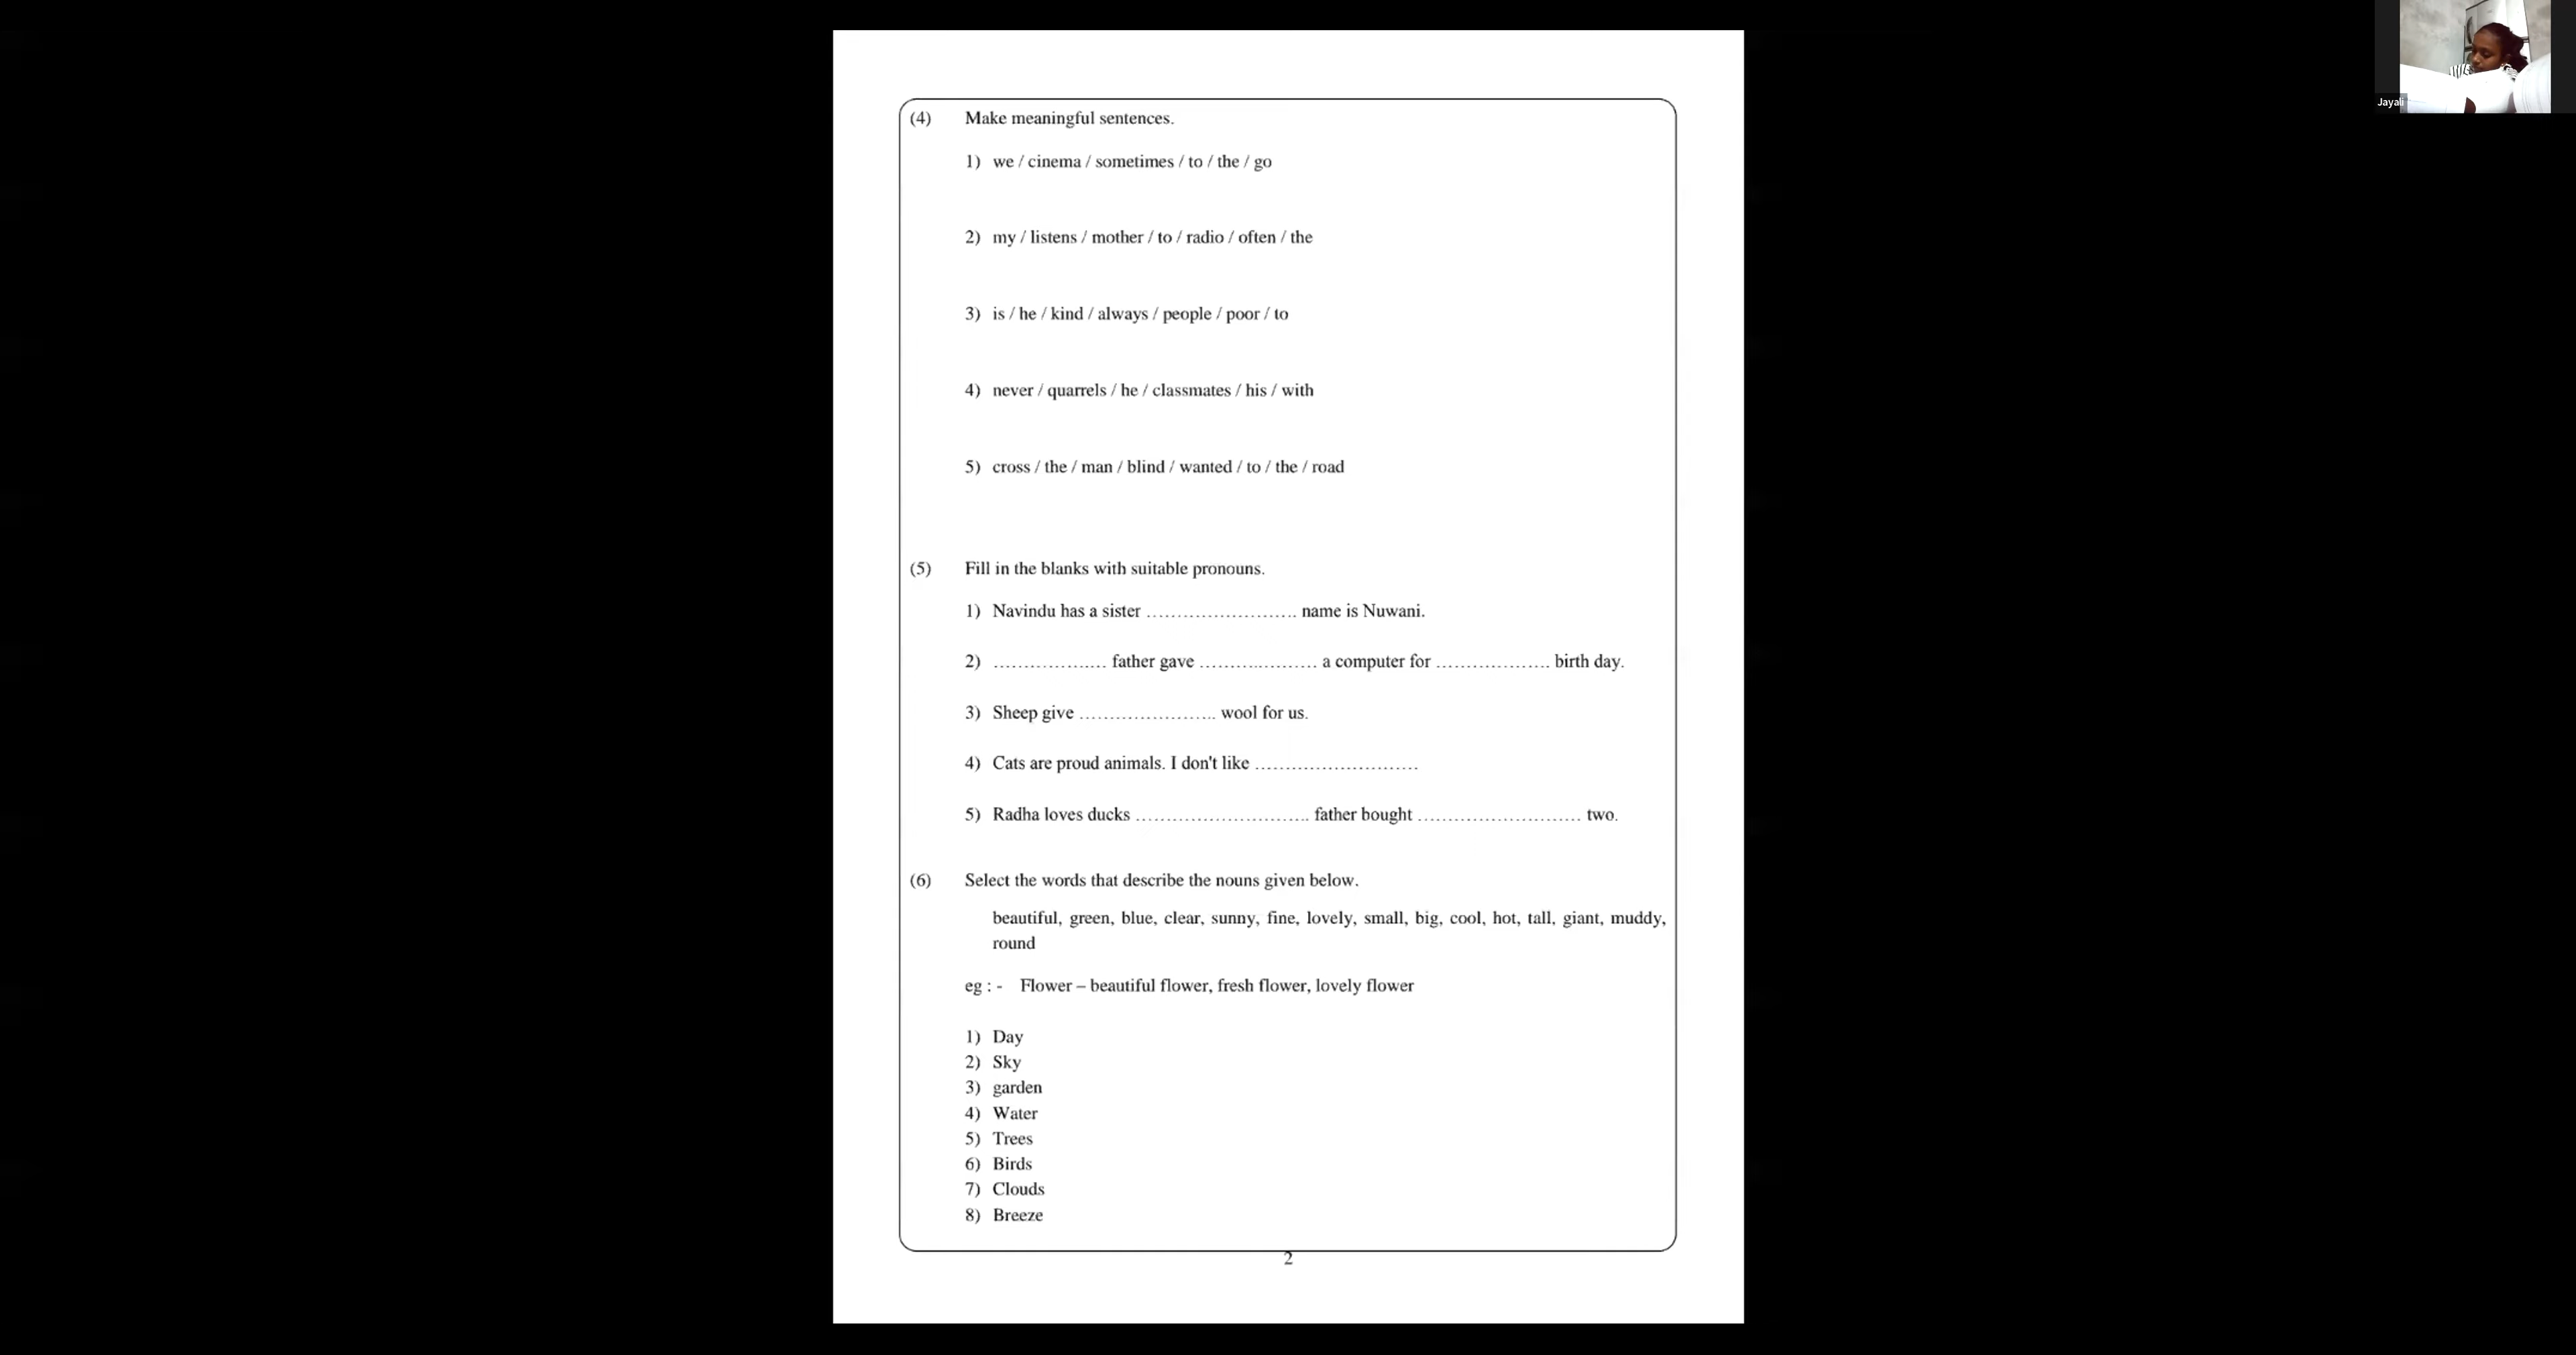 Jayali
(4) Make meaningful sentences.
1) we / cinema / sometimes / to / the / go
2) my / listens / mother / to / radio / often / the
3) is / he / kind / always / people / poor / to
4) never / quarrels / he / classmates / his / with
5) cross / the / man / blind / wanted / to / the / road
(5) Fill in the blanks with suitable pronouns.
1) Navindu has a sister ........................ name is Nuwani.
2) .................. father gave ................... a computer for .................. birth day.
3) Sheep give ...................... wool for us.
4) Cats are proud animals. I don't like ..........................
5) Radha loves ducks ............................ father bought .......................... two.
(6) Select the words that describe the nouns given below.
beautiful, green, blue, clear, sunny, fine, lovely, small, big, cool, hot, tall, giant, muddy,
round
eg : - Flower – beautiful flower, fresh flower, lovely flower
1) Day
2) Sky
3) garden
4) Water
5) Trees
6) Birds
7) Clouds
8) Breeze
2